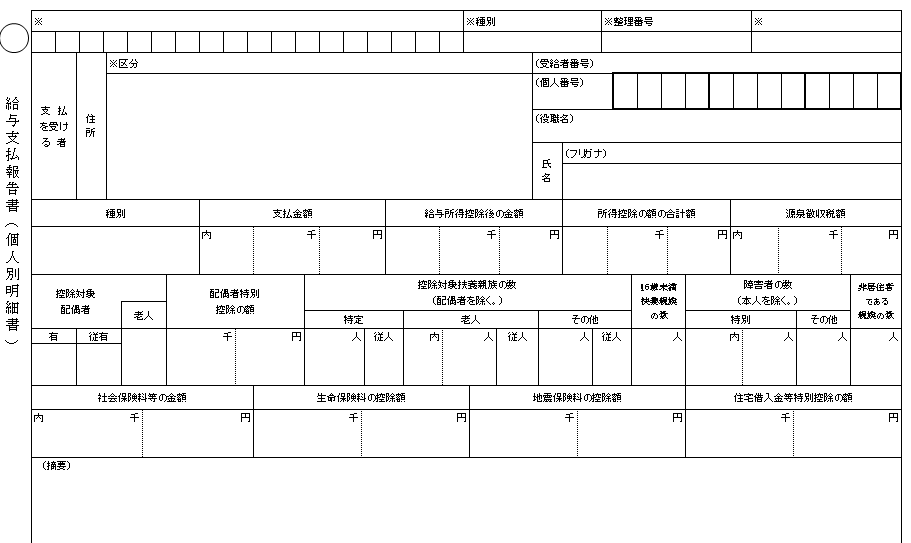 給与支払報告書(個人別明細書)
※
※種別
※整理番号
※
支払
を受け
る者
住
所
※区分
(受給者番号)
(個人番号)
(役職名)
氏
名
(フリガナ)
種別
支払金額
給与所得控除後の金額
所得控除の額の合計額
源泉徴収税額
内 千 円
千 円
千 円
内 千 円
控除対象
配偶者
老人
有 従有
配偶者特別
控除の額
千 円
控除対象扶養親族の数
(配偶者を除く。)
特定 老人 その他
人 従人 内 人 従人 人 従人
16歳未満
扶養親族
の数
人
障害者の数
(本人を除く。)
特別 その他
内 人 人
非居住者
である
親族の数
人
社会保険料等の金額
生命保険料の控除額
地震保険料の控除額
住宅借入金等特別控除の額
内 千 円
千 円
千 円
千 円
(摘要)